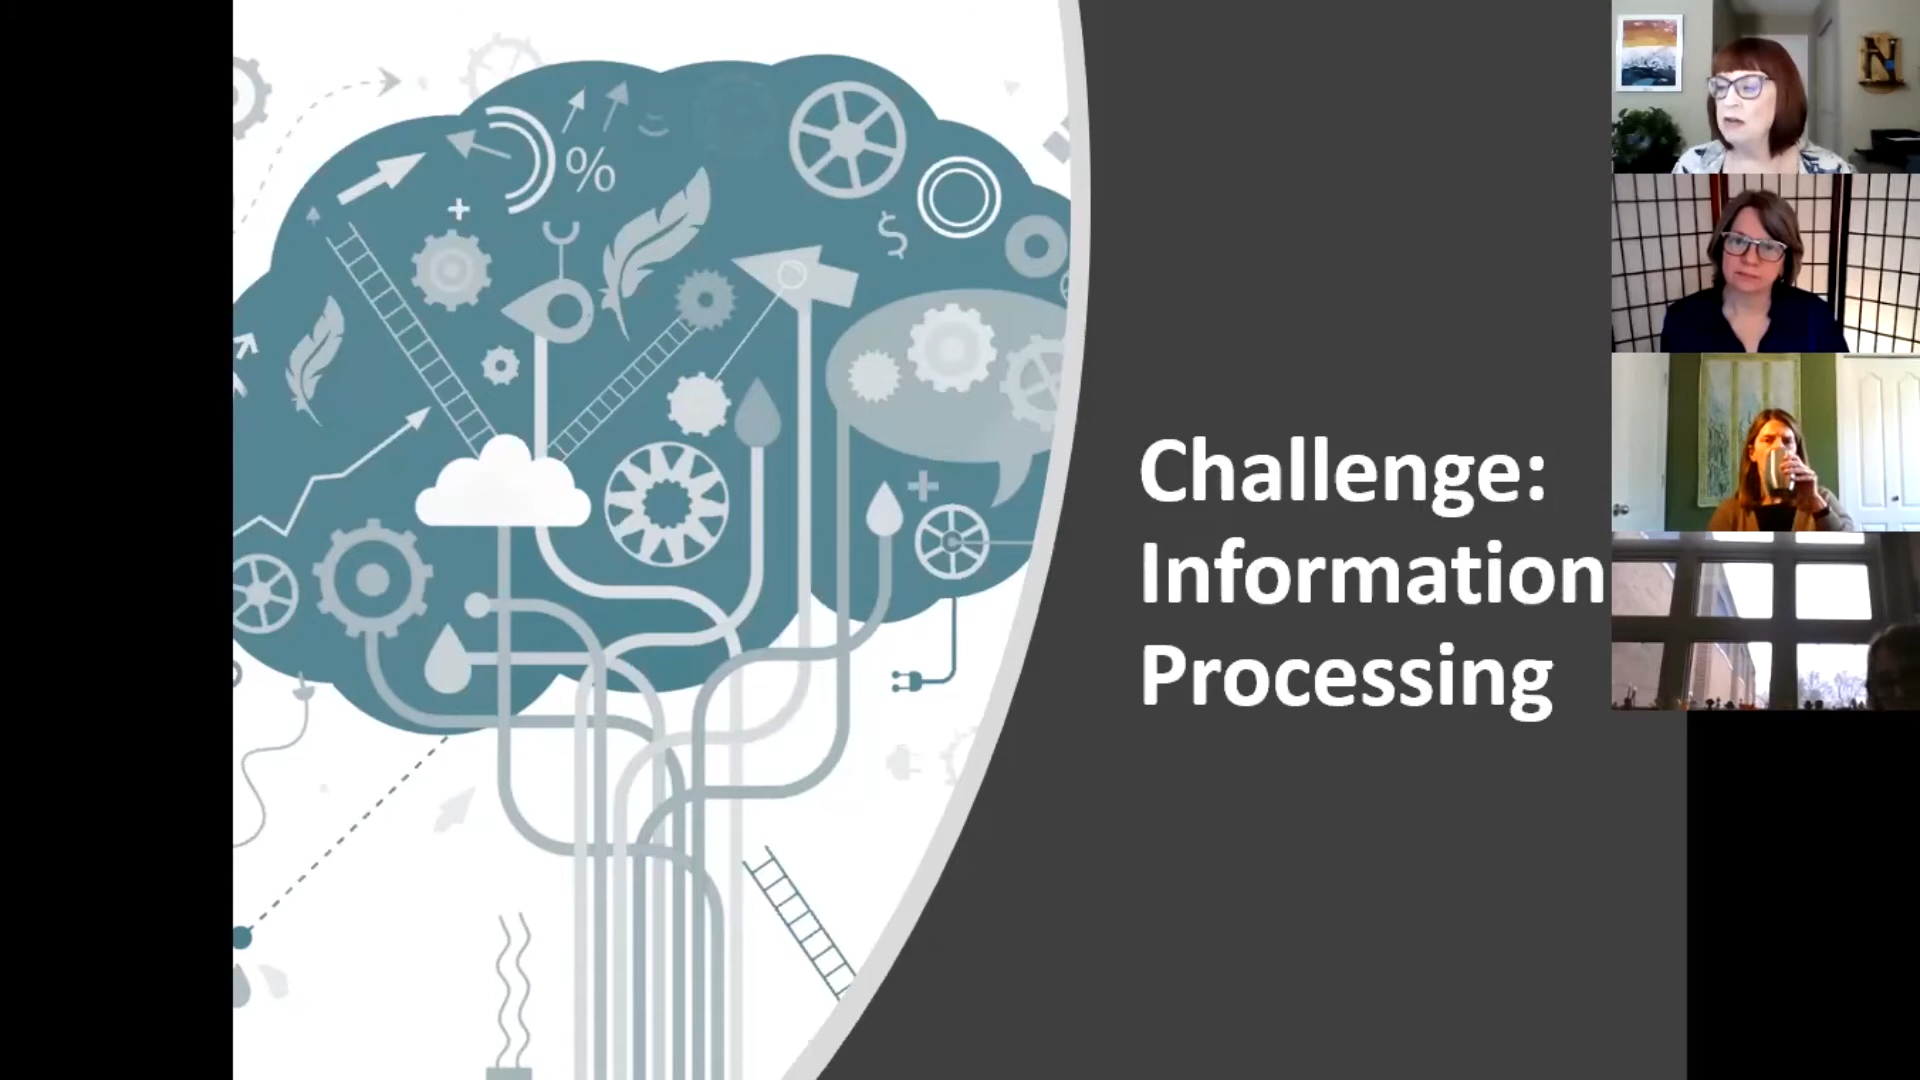 %
$
N
Challenge:
Information
Processing